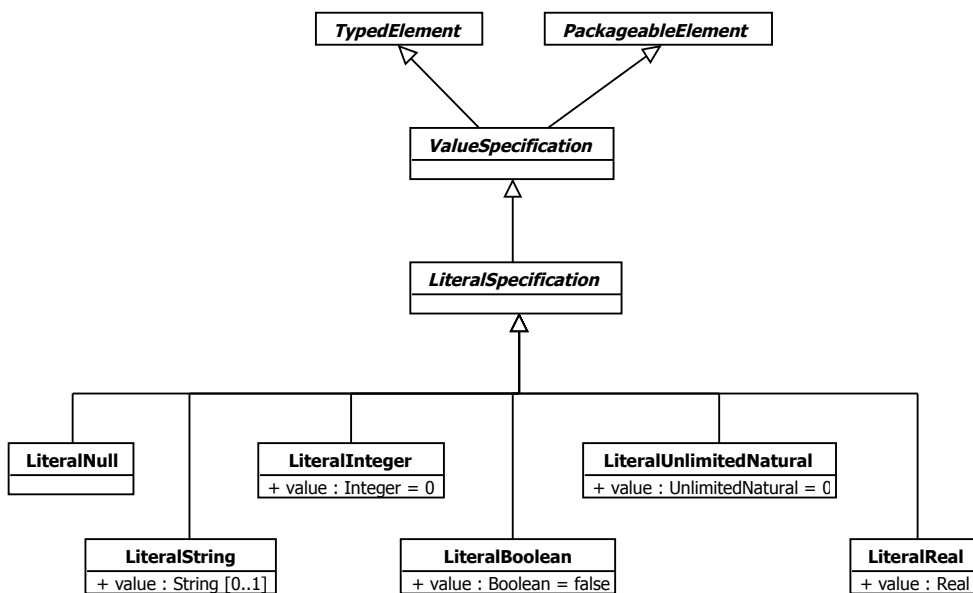 TypedElement
PackageableElement
ValueSpecification
LiteralSpecification
LiteralNull
LiteralInteger
+ value : Integer = 0
LiteralUnlimitedNatural
+ value : UnlimitedNatural = 0
LiteralString
+ value : String [0..1]
LiteralBoolean
+ value : Boolean = false
LiteralReal
+ value : Real